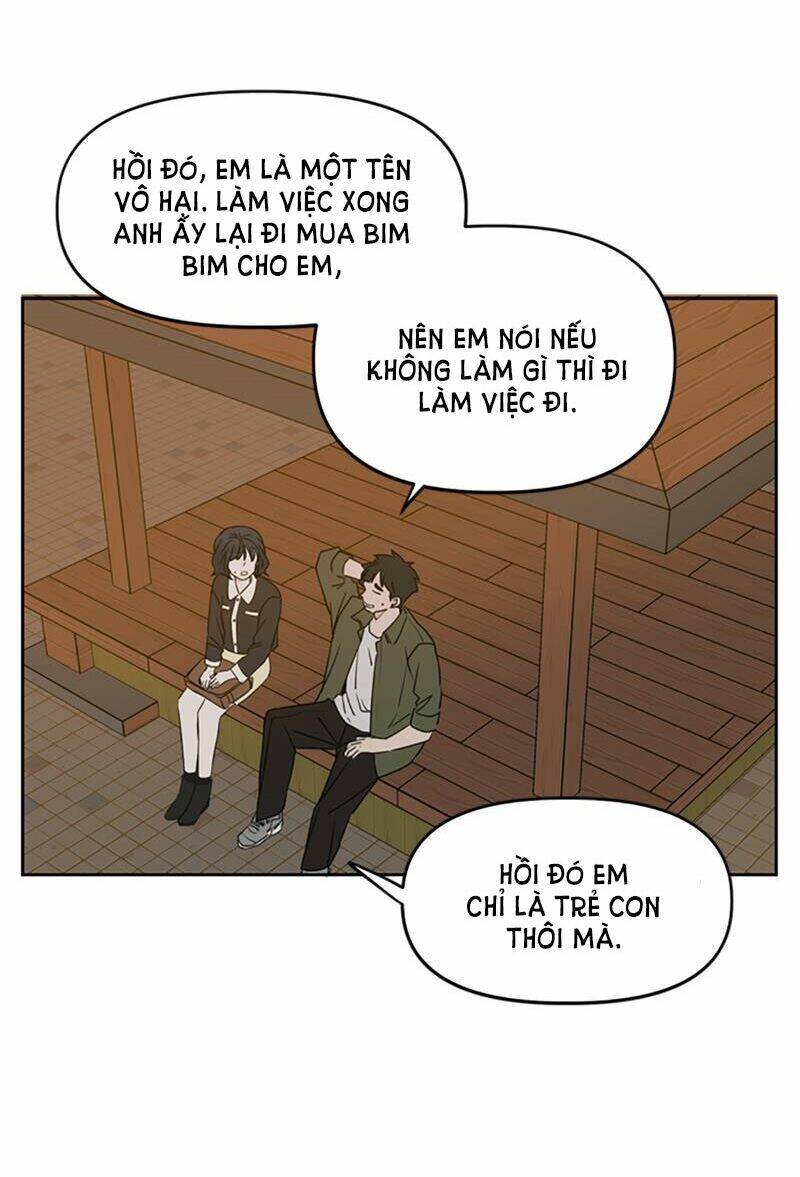 HỒI ĐÓ, EM LÀ MỘT TÊN
VÔ HẠI. LÀM VIỆC XONG
ANH ẤY LẠI ĐI MUA BIM
BIM CHO EM,
NÊN EM NÓI NẾU
KHÔNG LÀM GÌ THÌ ĐI
LÀM VIỆC ĐI.
HỒI ĐÓ EM
CHỈ LÀ TRẺ CON
THÔI MÀ.